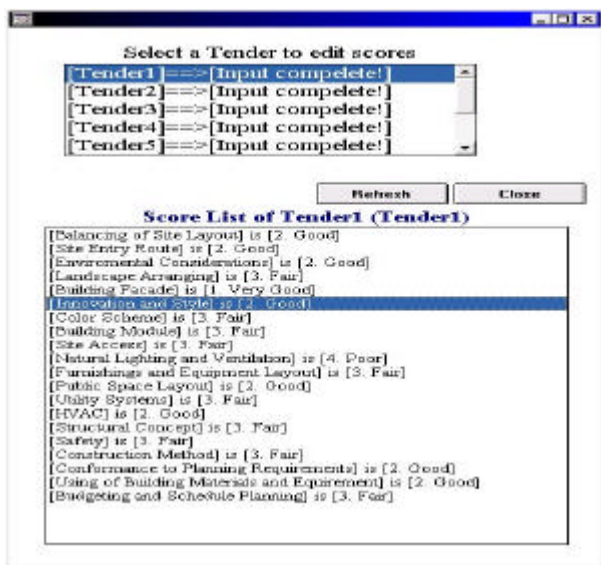 Select a Tender to edit scores
[Tender1]==>[Input compelete!]
[Tender2]==>[Input compelete!]
[Tender3]==>[Input compelete!]
[Tender4]==>[Input compelete!]
[Tender5]==>[Input compelete!]
Refresh Close
Score List of Tender1 (Tender1)
[Balancing of Site Layout] is [2. Good]
[Site Entry Route] is [2. Good]
[Enviromental Considerations] is [2. Good]
[Landscape Arranging] is [3. Fair]
[Building Facade] is [1. Very Good]
[Innovation and Style] is [2. Good]
[Color Scheme] is [3. Fair]
[Building Module] is [3. Fair]
[Site Access] is [3. Fair]
[Natural Lighting and Ventilation] is [4. Poor]
[Furnishings and Equipment Layout] is [3. Fair]
[Public Space Layout] is [2. Good]
[Utility Systems] is [3. Fair]
[HVAC] is [2. Good]
[Structural Concept] is [3. Fair]
[Safety] is [3. Fair]
[Construction Method] is [3. Fair]
[Conformance to Planning Requirements] is [2. Good]
[Using of Building Materials and Equirement] is [2. Good]
[Budgeting and Schedule Planning] is [3. Fair]